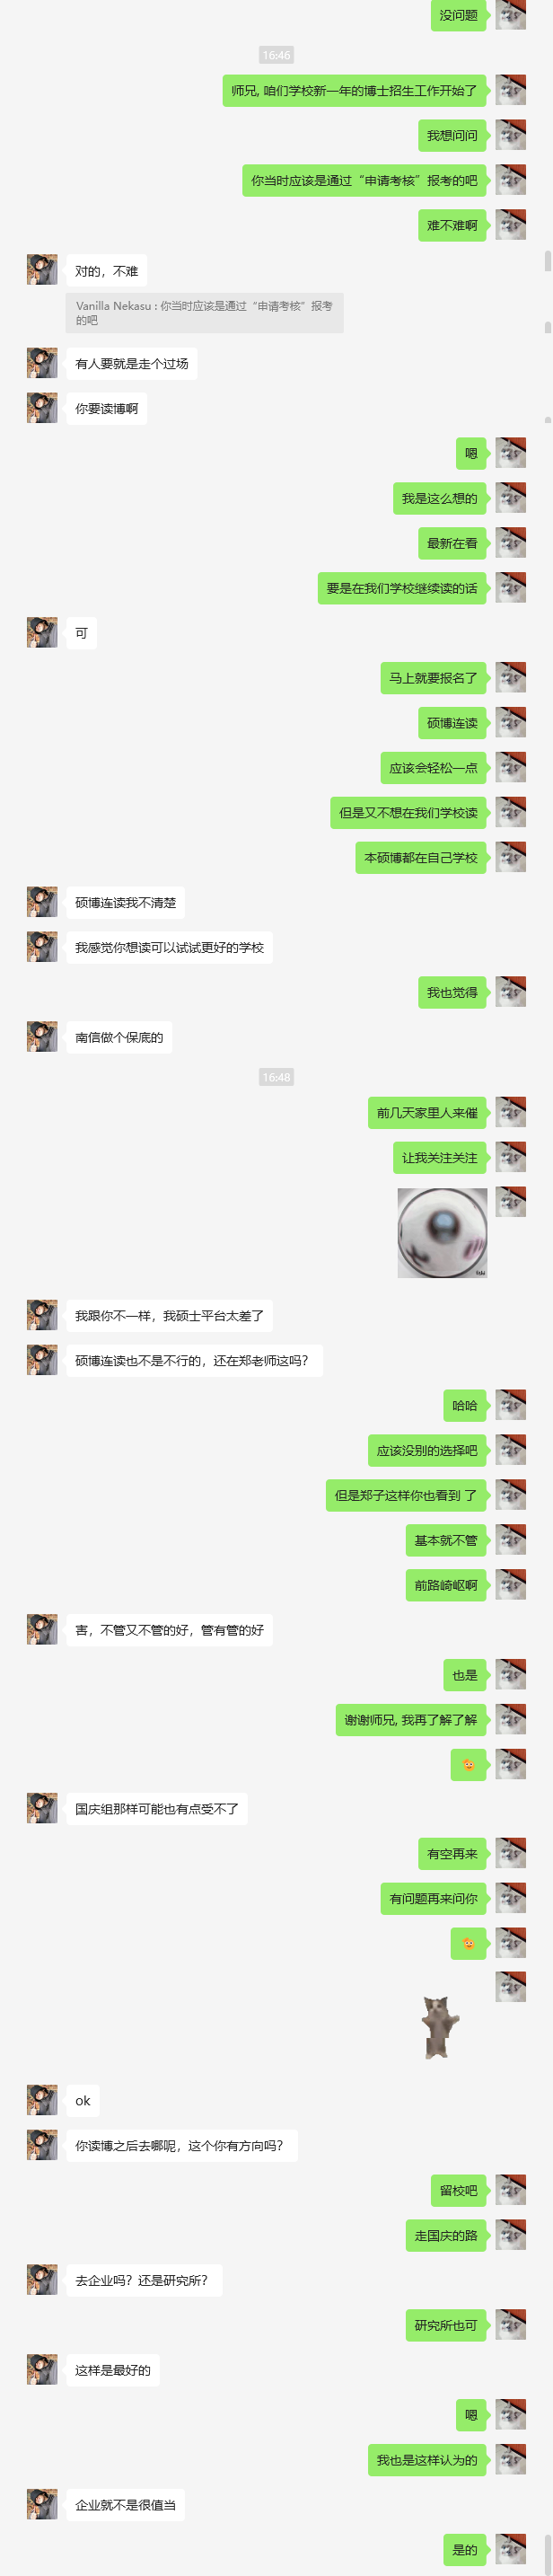 没问题
16:46
师兄, 咱们学校新一年的博士招生工作开始了
我想问问
你当时应该是通过“申请考核”报考的吧
难不难啊
对的，不难
Vanilla Nekasu : 你当时应该是通过“申请考核”报考
的吧
有人要就是走个过场
你要读博啊
嗯
我是这么想的
最新在看
要是在我们学校继续读的话
可
马上就要报名了
硕博连读
应该会轻松一点
但是又不想在我们学校读
本硕博都在自己学校
硕博连读我不清楚
我感觉你想读可以试试更好的学校
我也觉得
南信做个保底的
16:48
前几天家里人来催
让我关注关注
我跟你不一样，我硕士平台太差了
硕博连读也不是不行的，还在郑老师这吗？
哈哈
应该没别的选择吧
但是郑子这样你也看到 了
基本就不管
前路崎岖啊
害，不管又不管的好，管有管的好
也是
谢谢师兄, 我再了解了解
国庆组那样可能也有点受不了
有空再来
有问题再来问你
ok
你读博之后去哪呢，这个你有方向吗？
留校吧
走国庆的路
去企业吗？还是研究所？
研究所也可
这样是最好的
嗯
我也是这样认为的
企业就不是很值当
是的